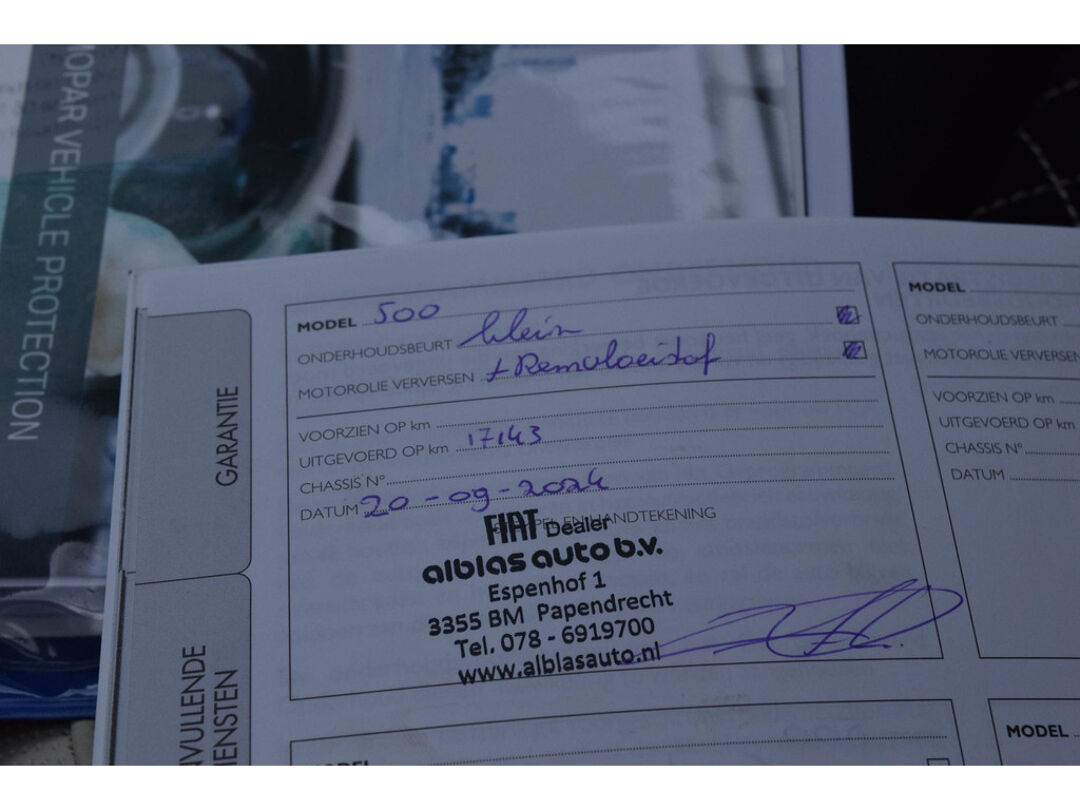 MOPAR VEHICLE PROTECTION
GARANTIE
NVULLENDE
IENSTEN
MODEL 500
ONDERHOUDSBEURT klein
MOTOROLIE VERVERSEN + Remvloeistof
VOORZIEN OP km
UITGEVOERD OP km 17143
CHASSIS N°
DATUM 20-09-2024
EN HANDTEKENING
FIAT Dealer
alblas auto b.v.
Espenhof 1
3355 BM Papendrecht
Tel. 078 - 6919700
www.alblasauto.nl
MODEL
ONDERHOUDSBEURT
MOTOROLIE VERVERSEN
VOORZIEN OP km
UITGEVOERD OP km
CHASSIS N°
DATUM
MODEL